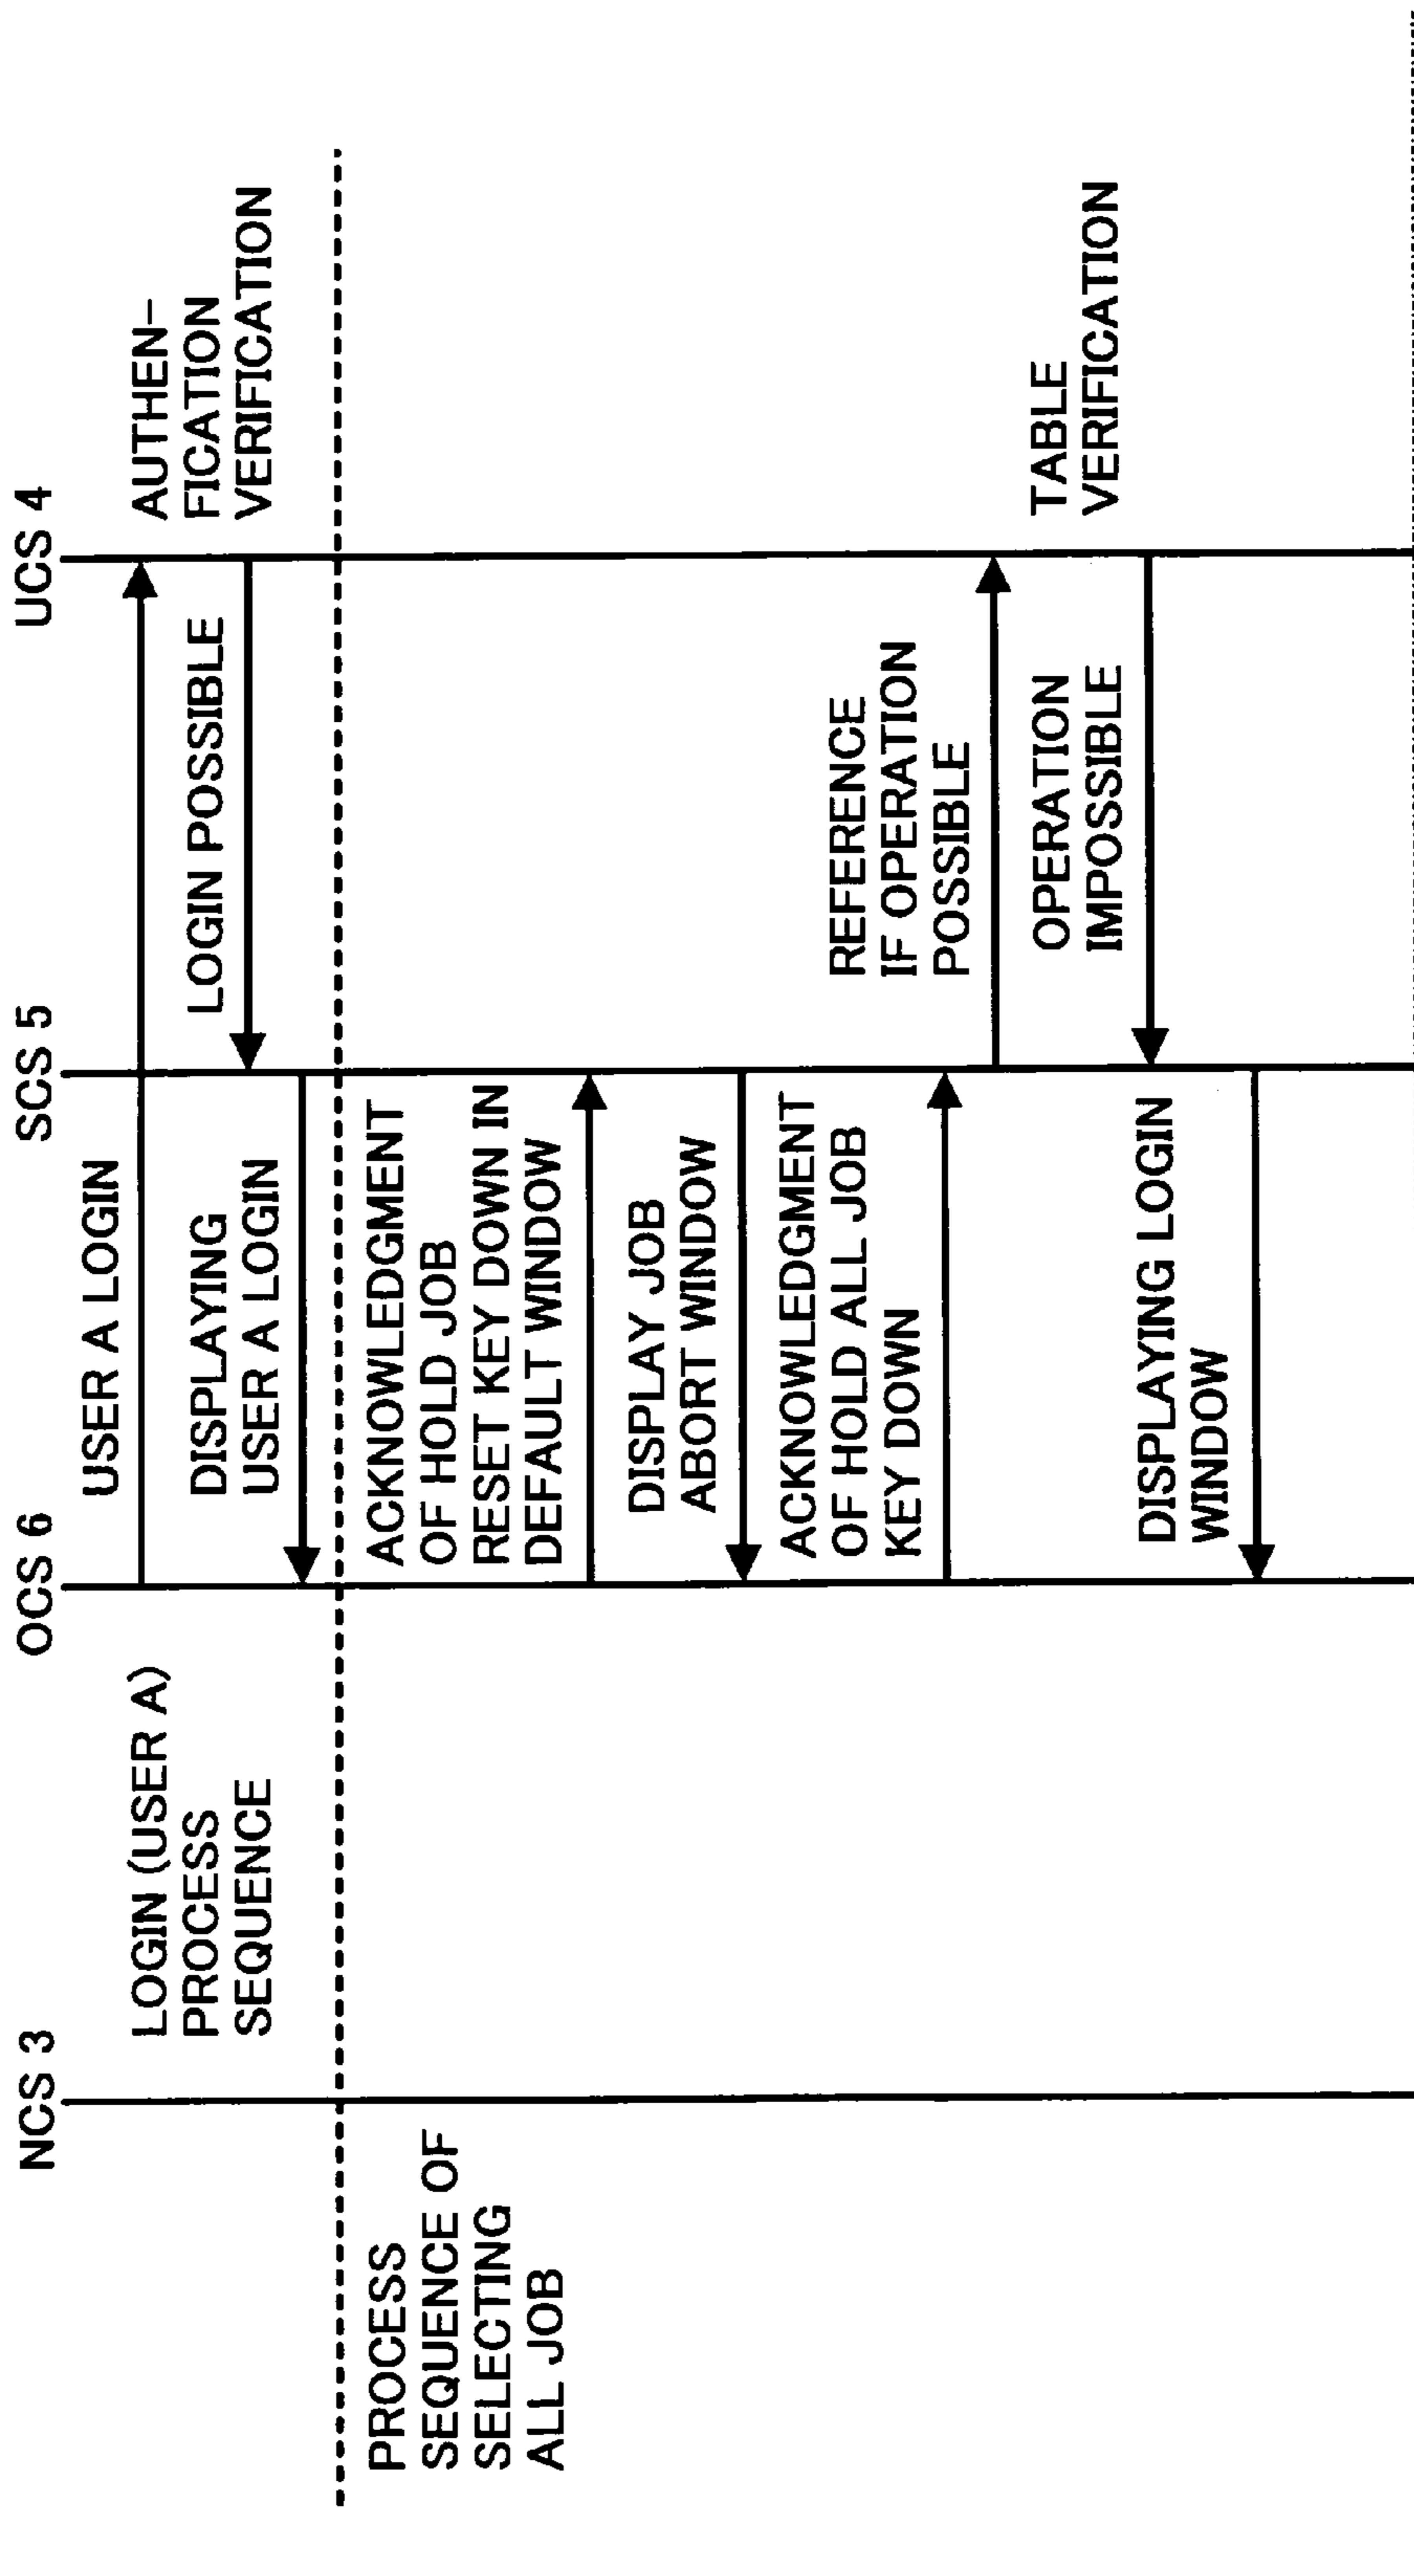 NCS 3
OCS 6
SCS 5
UCS 4
LOGIN (USER A)
PROCESS
SEQUENCE
USER A LOGIN
AUTHEN–
FICATION
VERIFICATION
LOGIN POSSIBLE
DISPLAYING
USER A LOGIN
PROCESS
SEQUENCE OF
SELECTING
ALL JOB
ACKNOWLEDGMENT
OF HOLD JOB
RESET KEY DOWN IN
DEFAULT WINDOW
DISPLAY JOB
ABORT WINDOW
ACKNOWLEDGMENT
OF HOLD ALL JOB
KEY DOWN
REFERENCE
IF OPERATION
POSSIBLE
TABLE
VERIFICATION
OPERATION
IMPOSSIBLE
DISPLAYING LOGIN
WINDOW